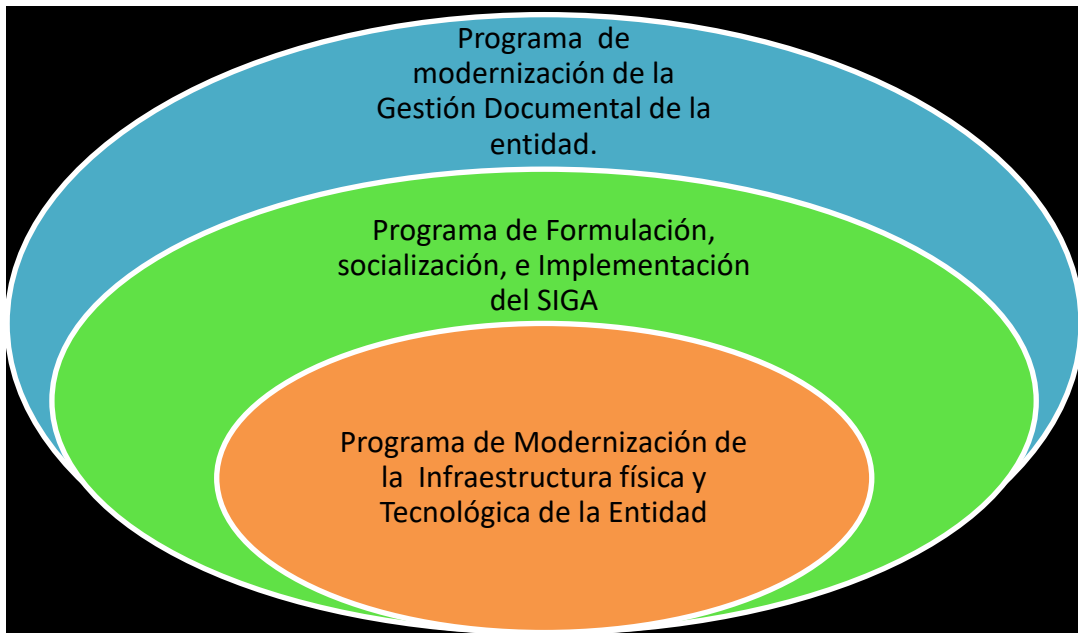 Programa  de
modernización de la
Gestión Documental de la
entidad.
Programa de Formulación,
socialización, e Implementación
del SIGA
Programa de Modernización de
la  Infraestructura física y
Tecnológica de la Entidad